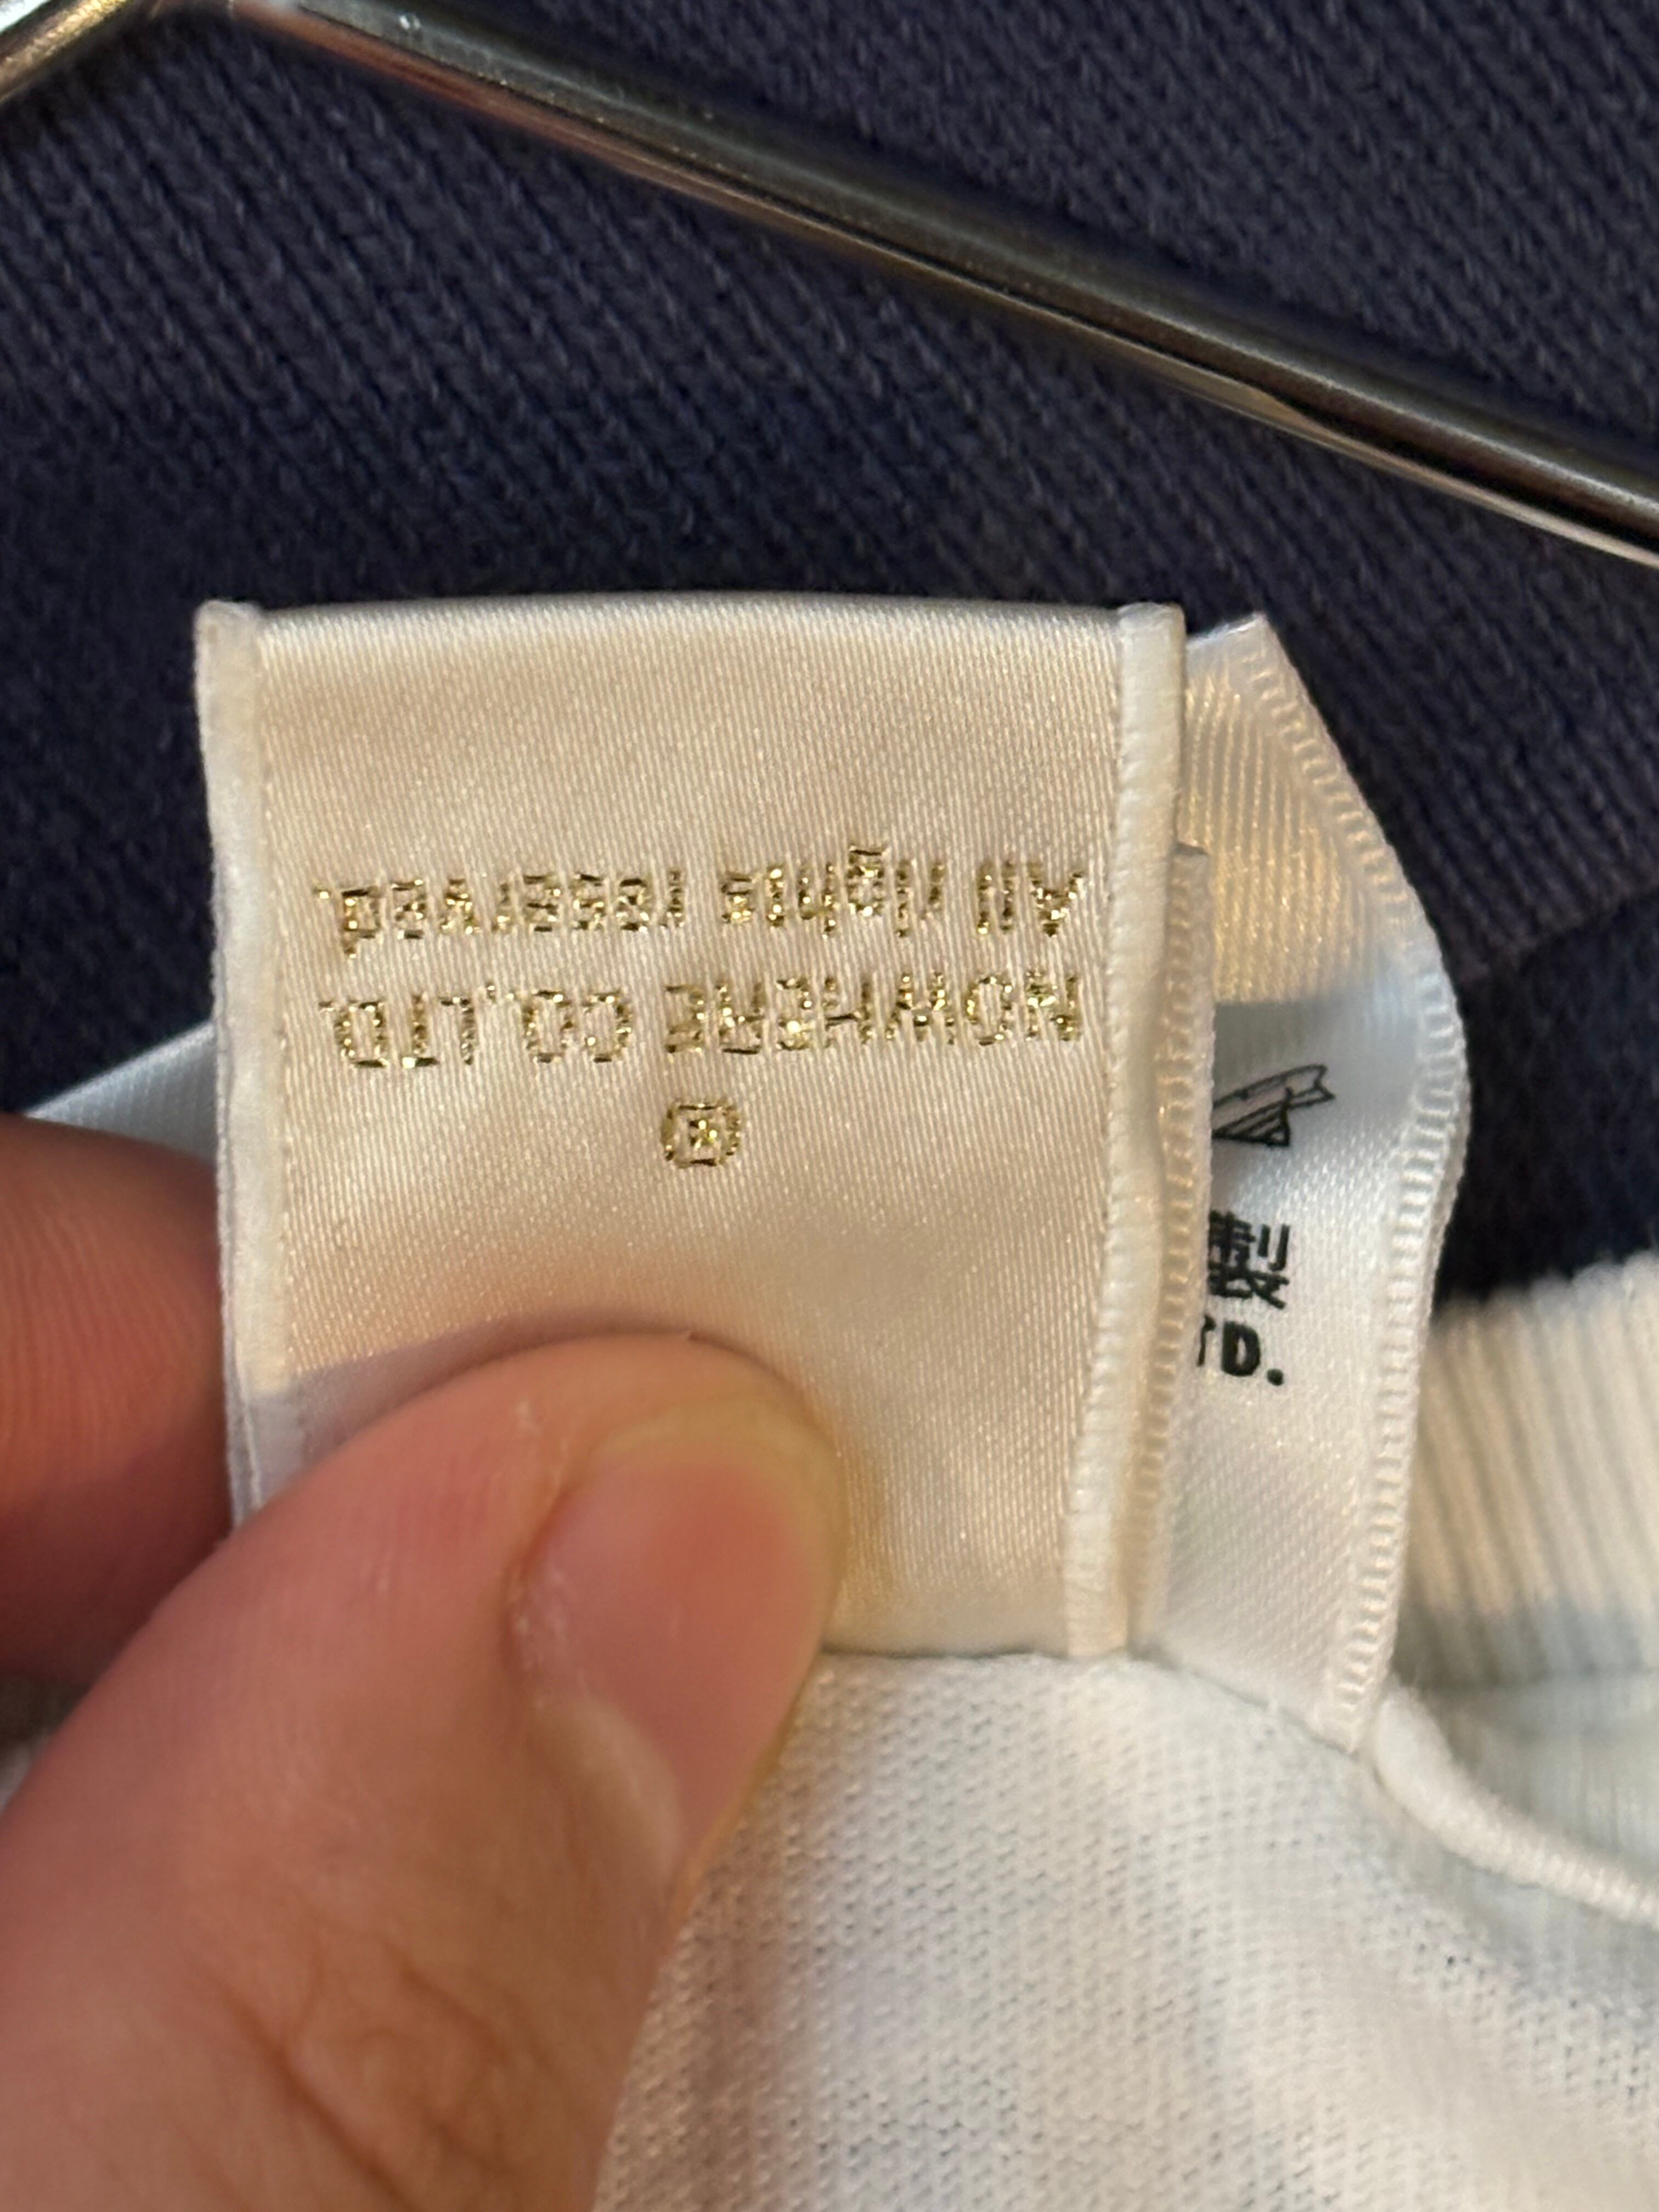 ®
NOWHERE CO.,LTD.
All rights reserved.
製
TD.